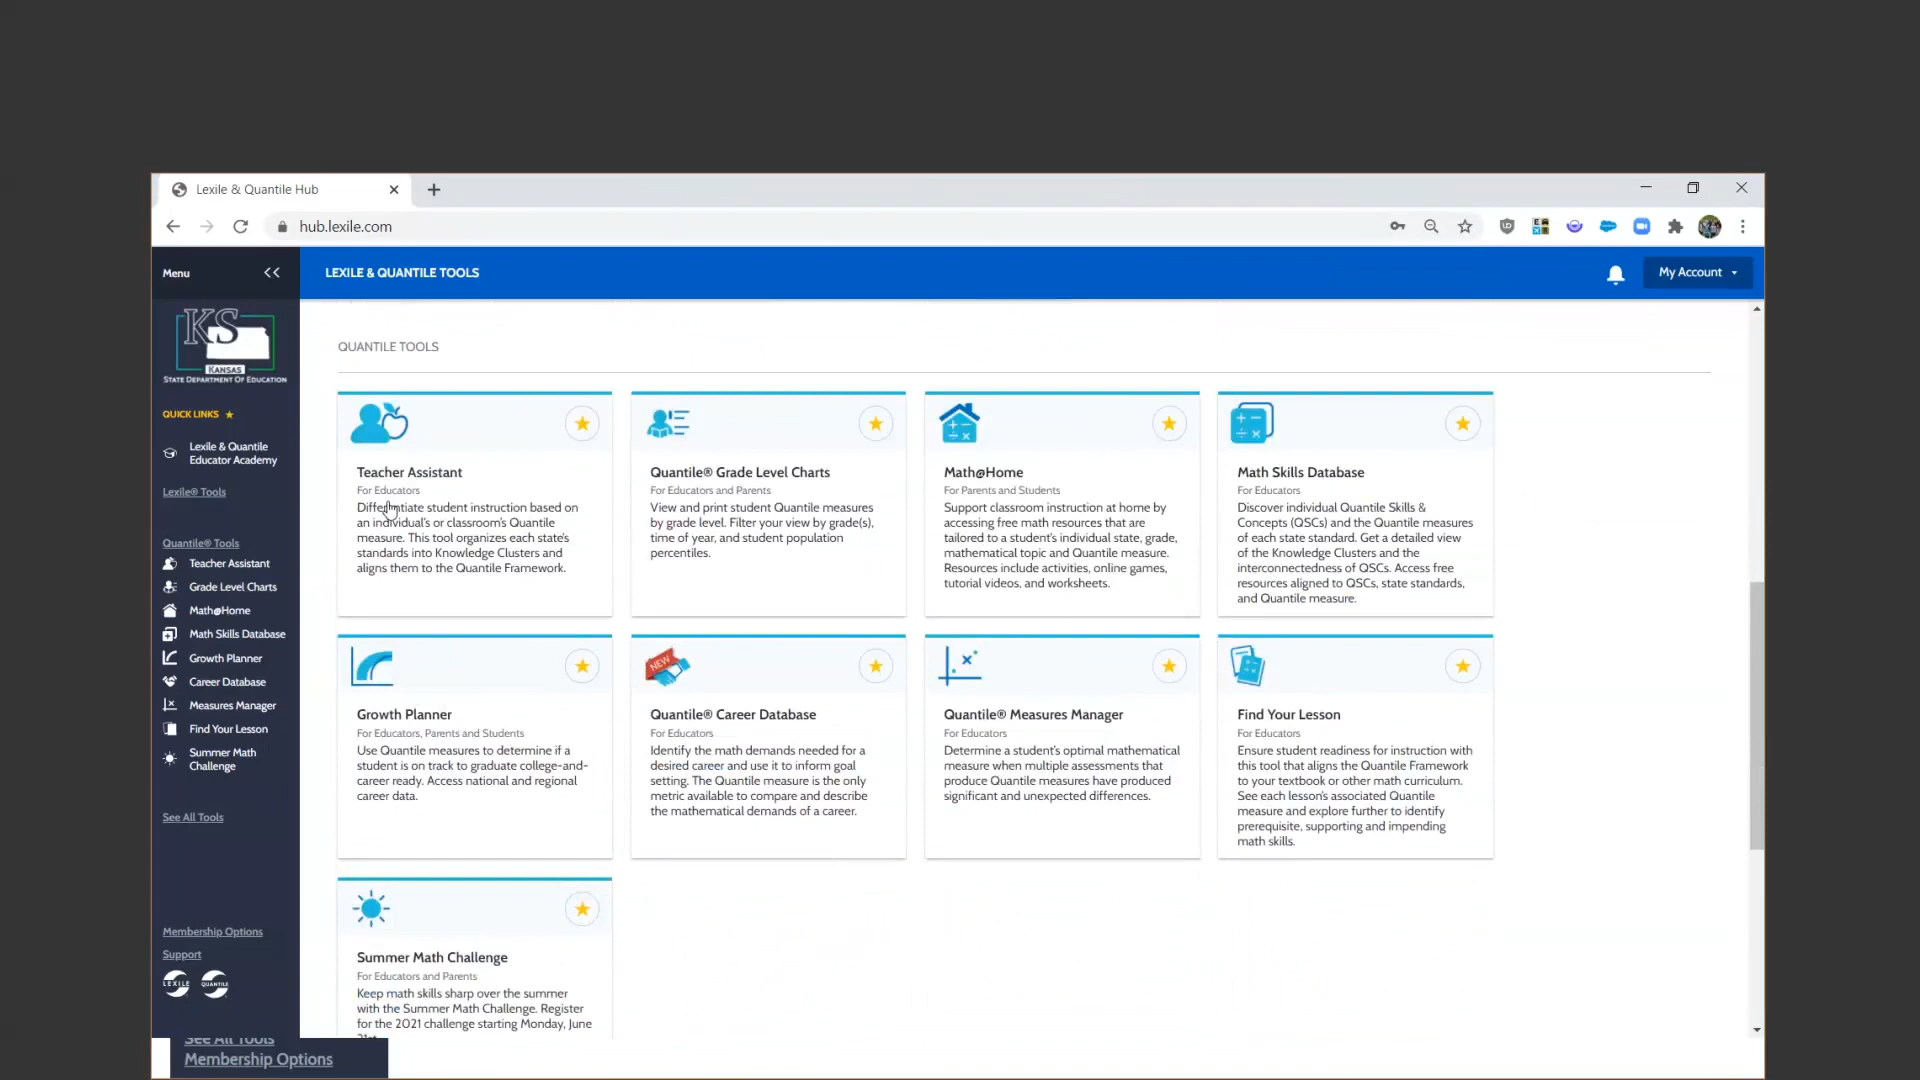 Lexile & Quantile Hub
hub.lexile.com
Menu
LEXILE & QUANTILE TOOLS
My Account
KS
KANSAS
STATE DEPARTMENT OF EDUCATION
QUICK LINKS
Lexile & Quantile
Educator Academy
Lexile® Tools
Quantile® Tools
Teacher Assistant
Grade Level Charts
Math@Home
Math Skills Database
Growth Planner
Career Database
Measures Manager
Find Your Lesson
Summer Math
Challenge
See All Tools
Membership Options
Support
LEXILE
QUANTILE
See All Tools
Membership Options
QUANTILE TOOLS
Teacher Assistant
For Educators
Differentiate student instruction based on
an individual's or classroom's Quantile
measure. This tool organizes each state's
standards into Knowledge Clusters and
aligns them to the Quantile Framework.
Quantile® Grade Level Charts
For Educators and Parents
View and print student Quantile measures
by grade level. Filter your view by grade(s),
time of year, and student population
percentiles.
Math@Home
For Parents and Students
Support classroom instruction at home by
accessing free math resources that are
tailored to a student's individual state, grade,
mathematical topic and Quantile measure.
Resources include activities, online games,
tutorial videos, and worksheets.
Math Skills Database
For Educators
Discover individual Quantile Skills &
Concepts (QSCs) and the Quantile measures
of each state standard. Get a detailed view
of the Knowledge Clusters and the
interconnectedness of QSCs. Access free
resources aligned to QSCs, state standards,
and Quantile measure.
Growth Planner
For Educators, Parents and Students
Use Quantile measures to determine if a
student is on track to graduate college-and-
career ready. Access national and regional
career data.
NEW
Quantile® Career Database
For Educators
Identify the math demands needed for a
desired career and use it to inform goal
setting. The Quantile measure is the only
metric available to compare and describe
the mathematical demands of a career.
Quantile® Measures Manager
For Educators
Determine a student's optimal mathematical
measure when multiple assessments that
produce Quantile measures have produced
significant and unexpected differences.
Find Your Lesson
For Educators
Ensure student readiness for instruction with
this tool that aligns the Quantile Framework
to your textbook or other math curriculum.
See each lesson's associated Quantile
measure and explore further to identify
prerequisite, supporting and impending
math skills.
Summer Math Challenge
For Educators and Parents
Keep math skills sharp over the summer
with the Summer Math Challenge. Register
for the 2021 challenge starting Monday, June